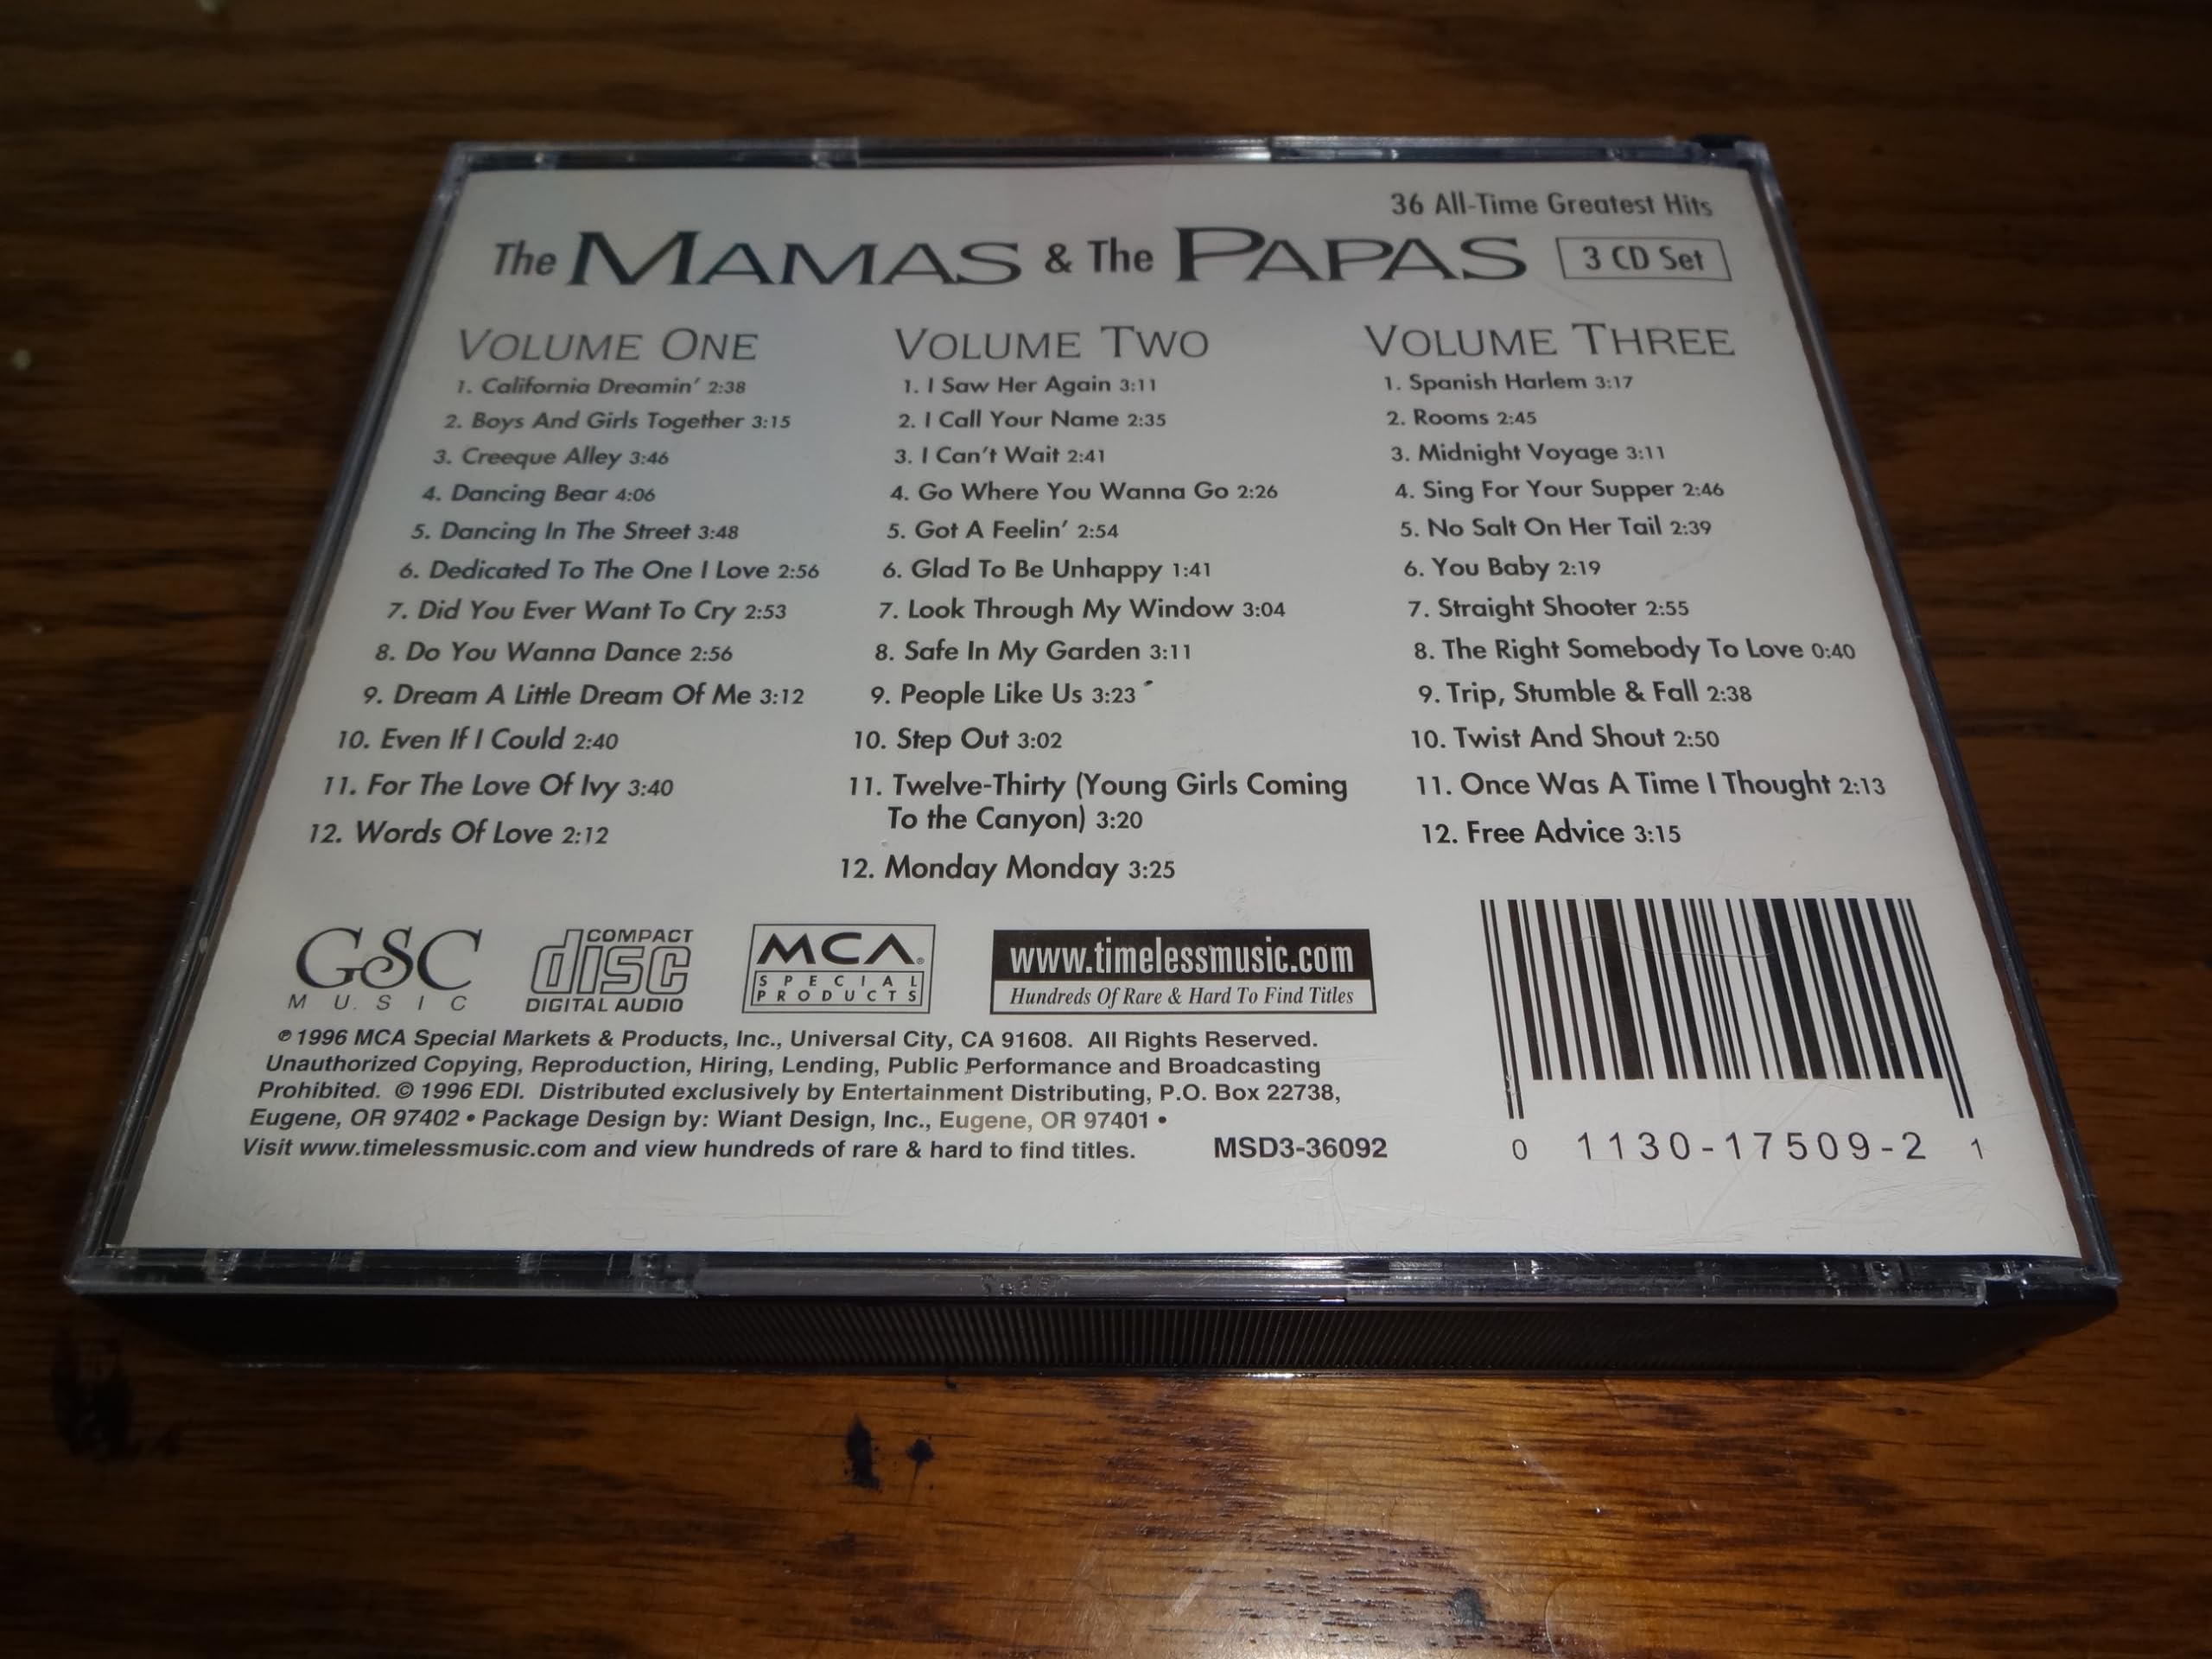 36 All-Time Greatest Hits
The MAMAS & The PAPAS 3 CD Set
VOLUME ONE
1. California Dreamin' 2:38
2. Boys And Girls Together 3:15
3. Creeque Alley 3:46
4. Dancing Bear 4:06
5. Dancing In The Street 3:48
6. Dedicated To The One I Love 2:56
7. Did You Ever Want To Cry 2:53
8. Do You Wanna Dance 2:56
9. Dream A Little Dream Of Me 3:12
10. Even If I Could 2:40
11. For The Love Of Ivy 3:40
12. Words Of Love 2:12
VOLUME TWO
1. I Saw Her Again 3:11
2. I Call Your Name 2:35
3. I Can't Wait 2:41
4. Go Where You Wanna Go 2:26
5. Got A Feelin' 2:54
6. Glad To Be Unhappy 1:41
7. Look Through My Window 3:04
8. Safe In My Garden 3:11
9. People Like Us 3:23
10. Step Out 3:02
11. Twelve-Thirty (Young Girls Coming
To the Canyon) 3:20
12. Monday Monday 3:25
VOLUME THREE
1. Spanish Harlem 3:17
2. Rooms 2:45
3. Midnight Voyage 3:11
4. Sing For Your Supper 2:46
5. No Salt On Her Tail 2:39
6. You Baby 2:19
7. Straight Shooter 2:55
8. The Right Somebody To Love 0:40
9. Trip, Stumble & Fall 2:38
10. Twist And Shout 2:50
11. Once Was A Time I Thought 2:13
12. Free Advice 3:15
GSC
MUSIC
COMPACT
disc
DIGITAL AUDIO
MCA®
SPECIAL
PRODUCTS
www.timelessmusic.com
Hundreds Of Rare & Hard To Find Titles
℗ 1996 MCA Special Markets & Products, Inc., Universal City, CA 91608. All Rights Reserved.
Unauthorized Copying, Reproduction, Hiring, Lending, Public Performance and Broadcasting
Prohibited. © 1996 EDI. Distributed exclusively by Entertainment Distributing, P.O. Box 22738,
Eugene, OR 97402 • Package Design by: Wiant Design, Inc., Eugene, OR 97401 •
Visit www.timelessmusic.com and view hundreds of rare & hard to find titles. MSD3-36092
0 1130-17509-2 1